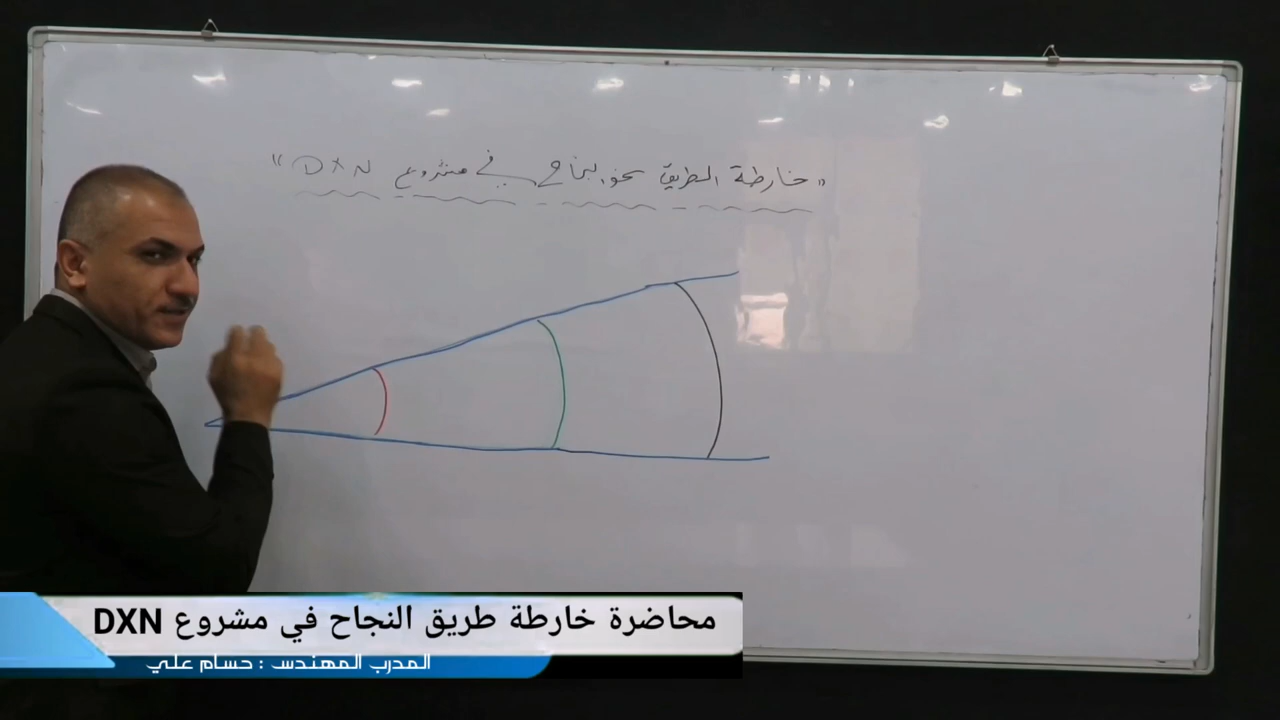 "خارطة الطريق نحو النجاح في مشروع DXN"
محاضرة خارطة طريق النجاح في مشروع DXN
المدرب المهندس : حسام علي